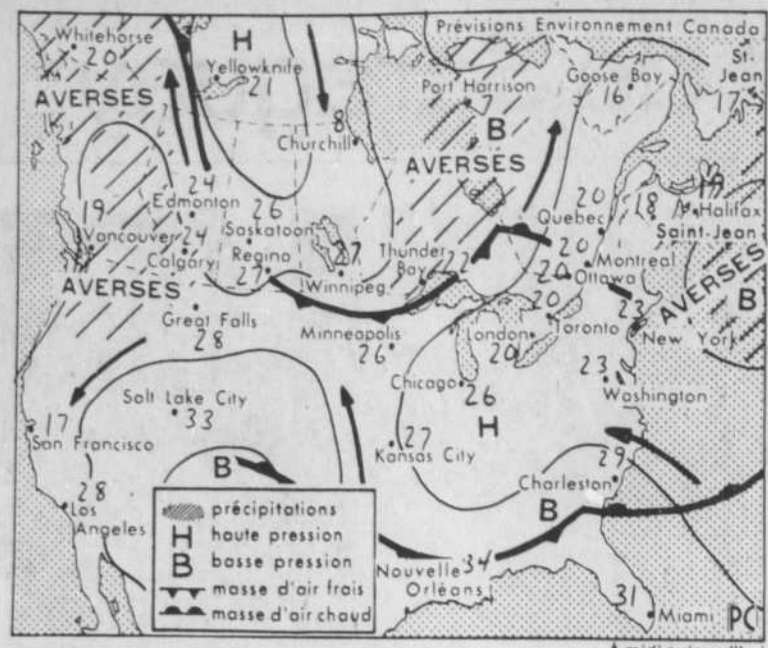 Prévisions Environnement Canada
Whitehorse
20
H
Yellowknife
21
Port Harrison
7
Goose Bay
16
St-
Jean
17
AVERSES
Churchill
8
B
AVERSES
24
Edmonton
19
Vancouver
24
Calgary
26
Saskatoon
Regina
27
27
Winnipeg
Thunder
Bay
22
20
Quebec
18
19
Halifax
Saint-Jean
20
Montreal
20
Ottawa
AVERSES
B
AVERSES
Great Falls
28
Minneapolis
26
London
20
20
Toronto
23
New York
Chicago
26
23
Washington
Salt Lake City
33
17
San Francisco
27
Kansas City
H
29
Charleston
28
Los
Angeles
B
B
précipitations
H haute pression
B basse pression
masse d'air frais
masse d'air chaud
Nouvelle
Orléans
34
31
Miami
PC